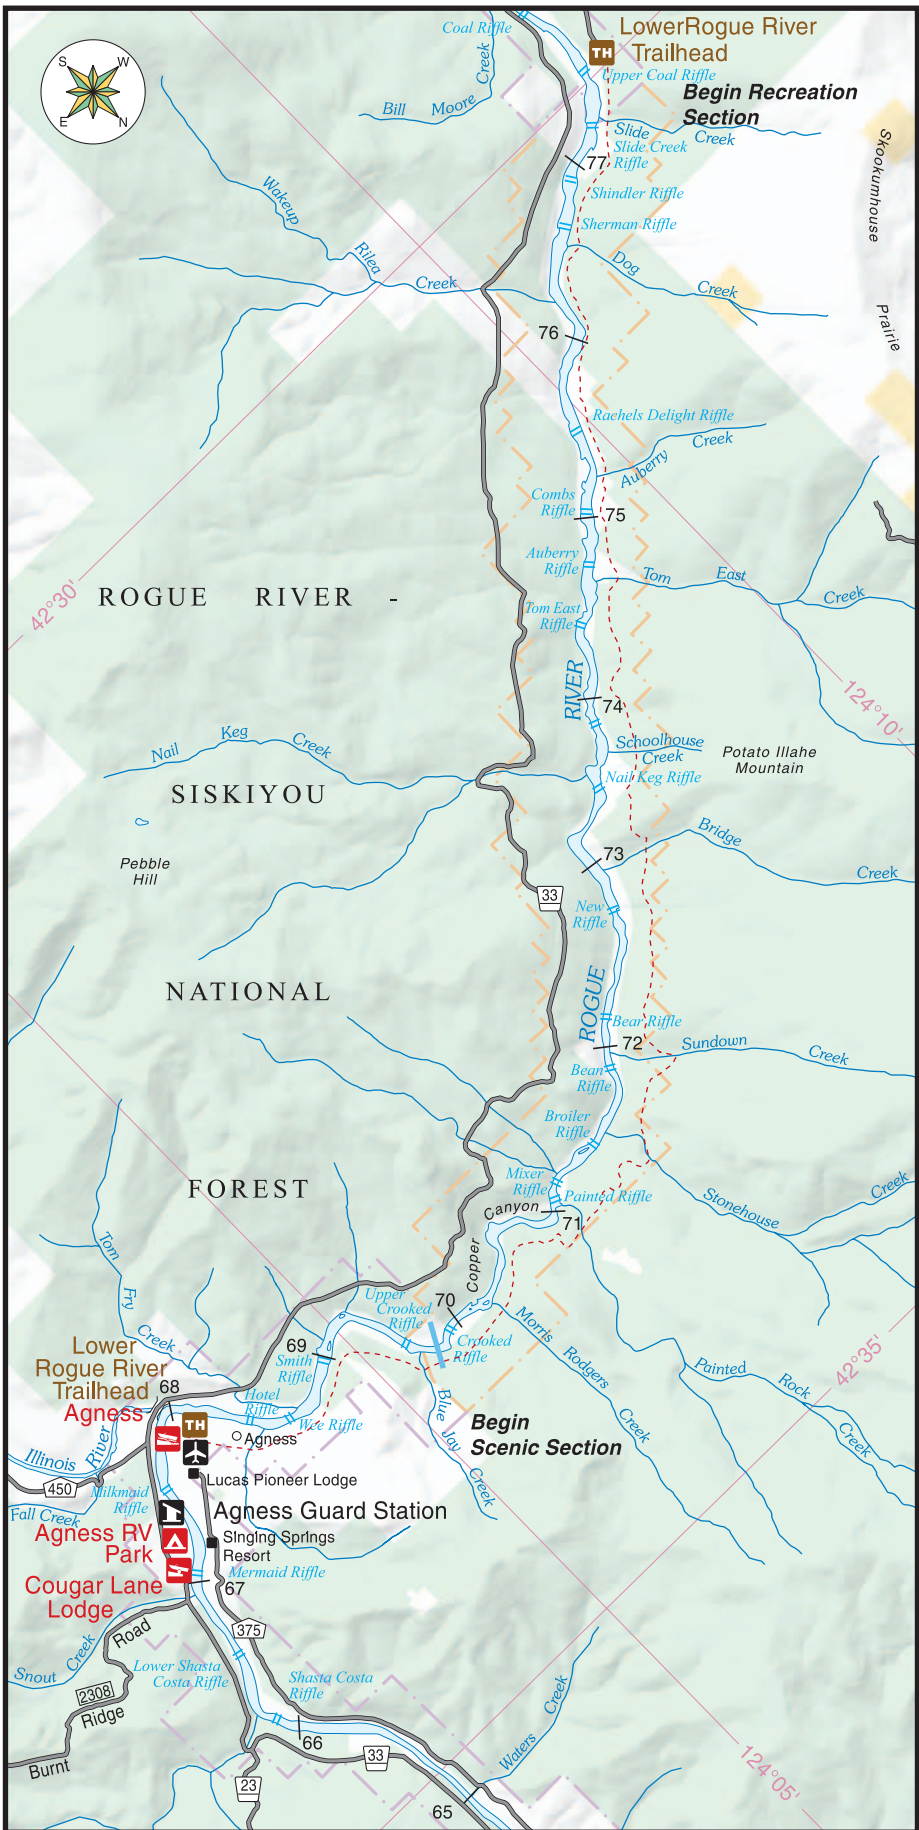 Coal Riffle
LowerRogue River
Trailhead
TH
Upper Coal Riffle
S
W
E
N
Bill Moore Creek
Begin Recreation
Section
Slide Creek
Slide Creek
Riffle
77
Skookumhouse
Prairie
Shindler Riffle
Wakeup
Rilea
Creek
Sherman Riffle
Dog
Creek
76
Rachels Delight Riffle
Auberry
Creek
Combs
Riffle
75
Auberry
Riffle
Tom East
Creek
42°30'
ROGUE RIVER -
Tom East
Riffle
RIVER
74
124°10'
Nail Keg Creek
Schoolhouse
Creek
Potato Illahe
Mountain
Nail Keg Riffle
SISKIYOU
Pebble
Hill
73
Bridge
Creek
33
New
Riffle
NATIONAL
ROGUE
Bear Riffle
72
Sundown
Creek
Bean
Riffle
Broiler
Riffle
FOREST
Mixer
Riffle
Painted Riffle
Stonehouse
Creek
Canyon
71
Copper
Tom
Fry
Creek
Upper
Crooked
Riffle
70
Crooked
Riffle
Morris
Rodgers
Creek
Painted
Rock
Creek
42°35'
69
Smith
Riffle
Lower
Rogue River
Trailhead
68
Agness
Hotel
Riffle
TH
Wee Riffle
Agness
Blue Jay Creek
Begin
Scenic Section
Illinois River
450
Lucas Pioneer Lodge
Milkmaid
Riffle
Fall Creek
Agness Guard Station
Agness RV
Park
Singing Springs
Resort
Mermaid Riffle
Cougar Lane
Lodge
67
375
Snout Creek
Road
Lower Shasta
Costa Riffle
Shasta Costa
Riffle
2308
Ridge
Burnt
66
33
23
Waters Creek
65
124°05'